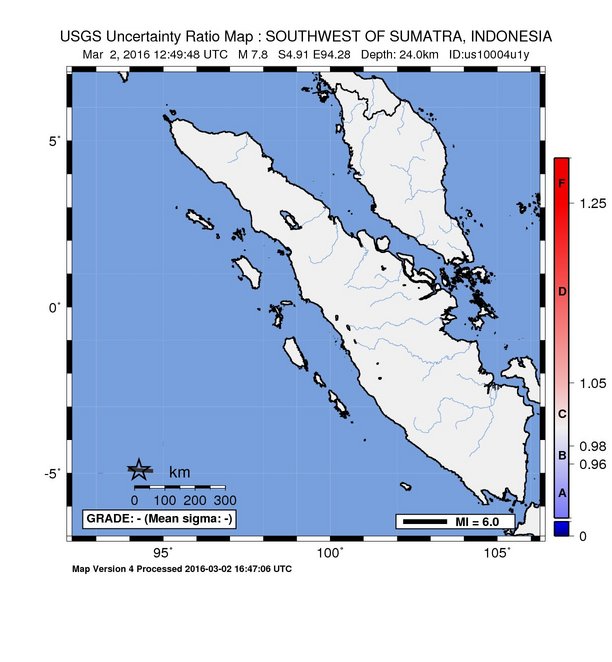 USGS Uncertainty Ratio Map : SOUTHWEST OF SUMATRA, INDONESIA
Mar 2, 2016 12:49:48 UTC M 7.8 S4.91 E94.28 Depth: 24.0km ID:us10004u1y
5˚
0˚
-5˚
95˚ 100˚ 105˚
km
0 100 200 300
GRADE: - (Mean sigma: -)
MI = 6.0
F
1.25
D
1.05
C
0.98
B
0.96
A
0
Map Version 4 Processed 2016-03-02 16:47:06 UTC